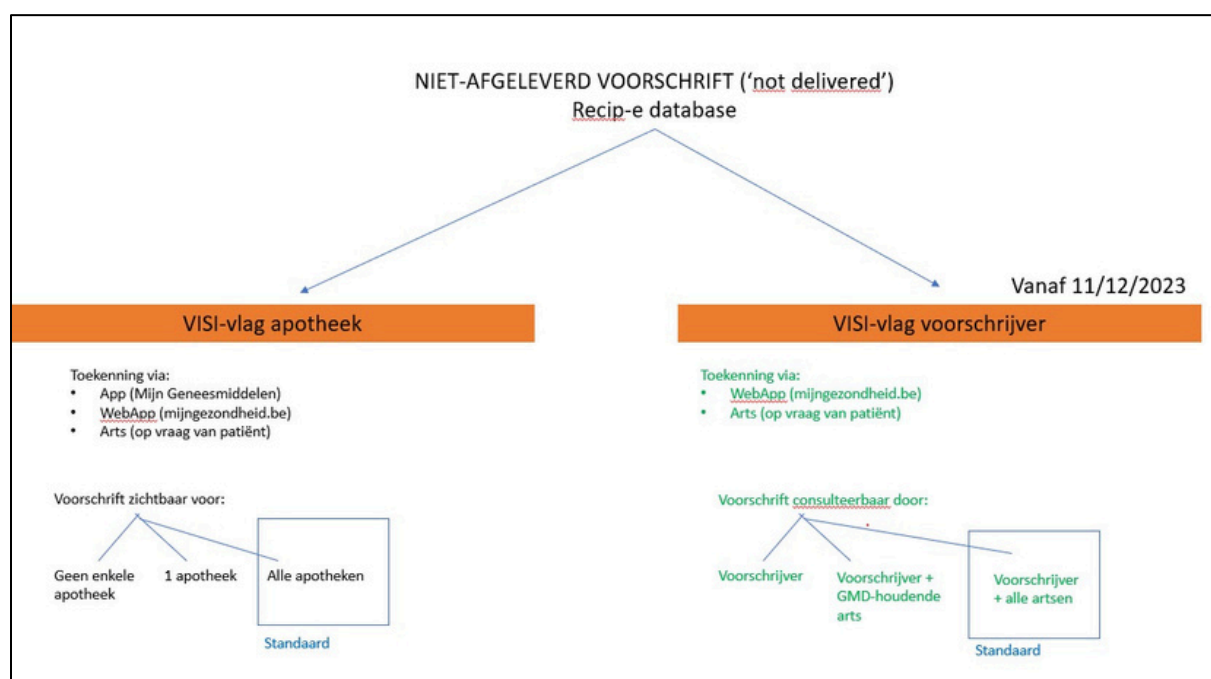 NIET-AFGELEVERD VOORSCHRIFT (‘not delivered’)
Recip-e database
VISI-vlag apotheek
Toekenning via:
• App (Mijn Geneesmiddelen)
• WebApp (mijngezondheid.be)
• Arts (op vraag van patiënt)
Voorschrift zichtbaar voor:
Geen enkele
apotheek
1 apotheek
Alle apotheken
Standaard
Vanaf 11/12/2023
VISI-vlag voorschrijver
Toekenning via:
• WebApp (mijngezondheid.be)
• Arts (op vraag van patiënt)
Voorschrift consulteerbaar door:
Voorschrijver
Voorschrijver +
GMD-houdende
arts
Voorschrijver
+ alle artsen
Standaard